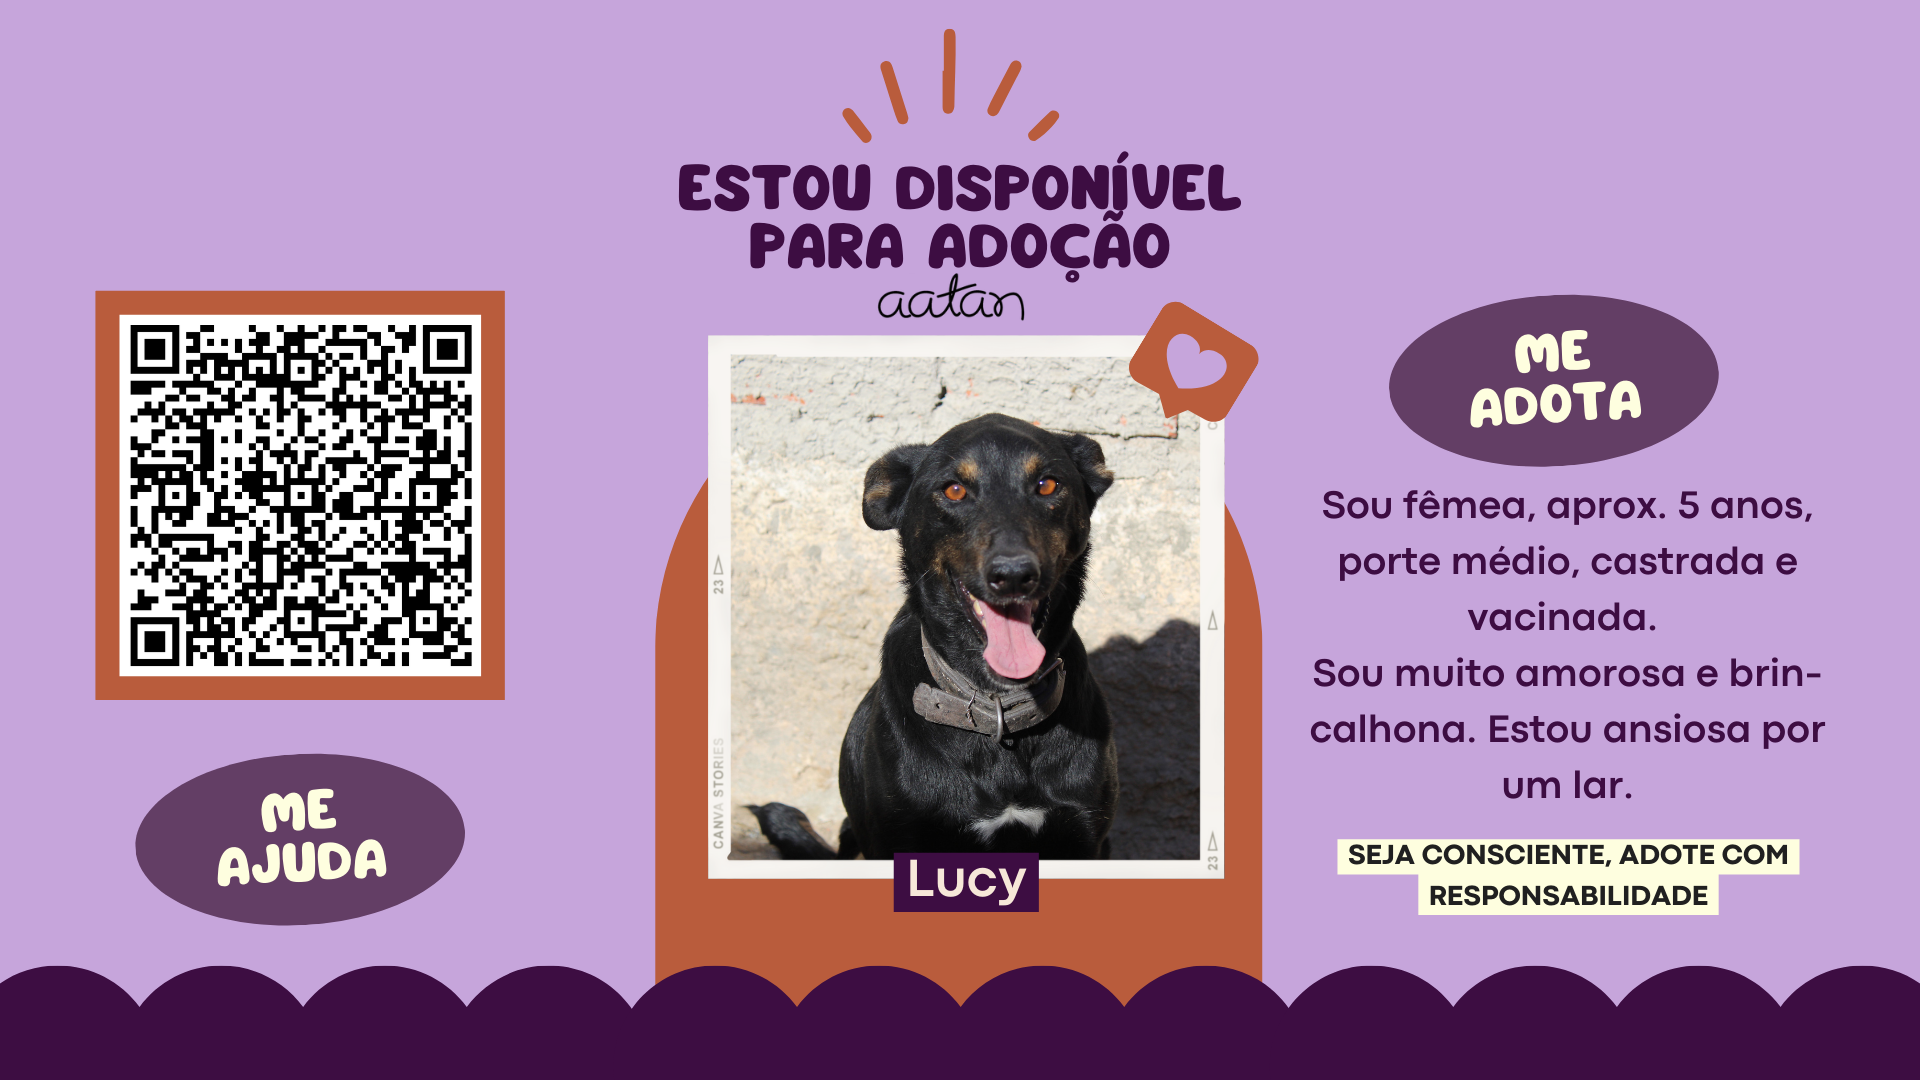 ESTOU DISPONÍVEL
PARA ADOÇÃO
aatan
ME
AJUDA
23
CANVA STORIES
23
Lucy
ME
ADOTA
Sou fêmea, aprox. 5 anos,
porte médio, castrada e
vacinada.
Sou muito amorosa e brin-
calhona. Estou ansiosa por
um lar.
SEJA CONSCIENTE, ADOTE COM
RESPONSABILIDADE